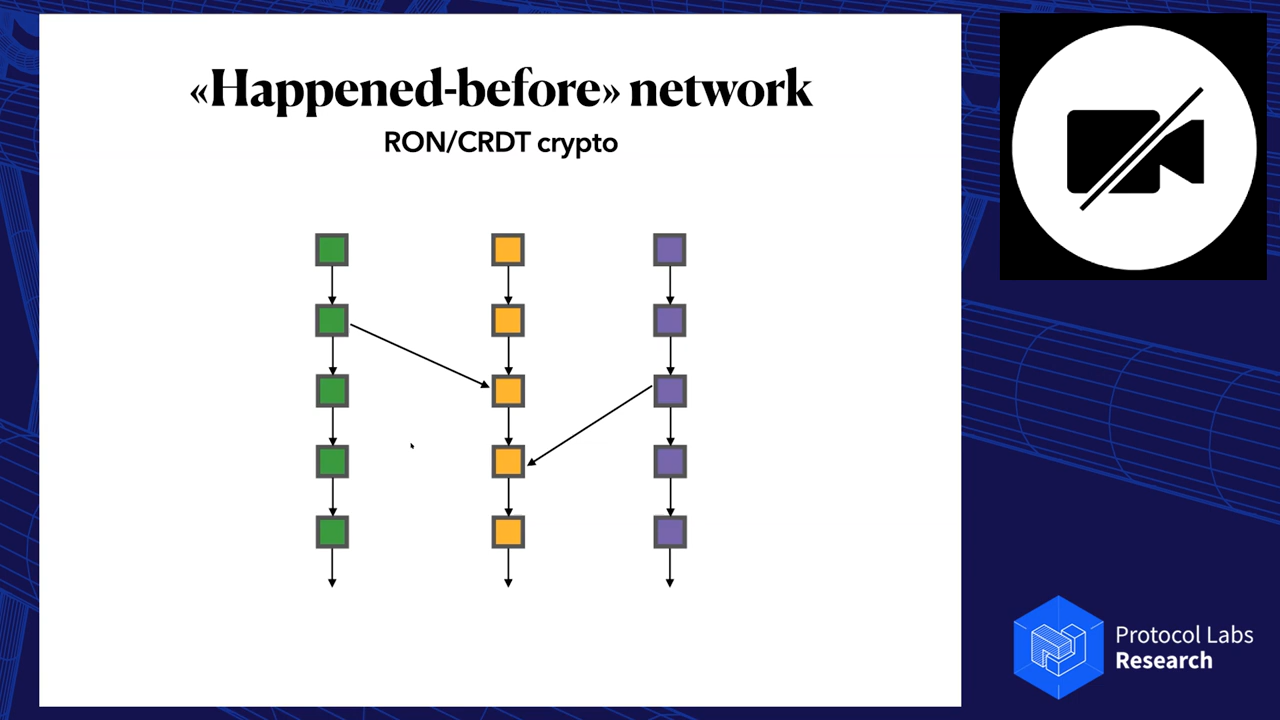 «Happened-before» network
RON/CRDT crypto
Protocol Labs
Research